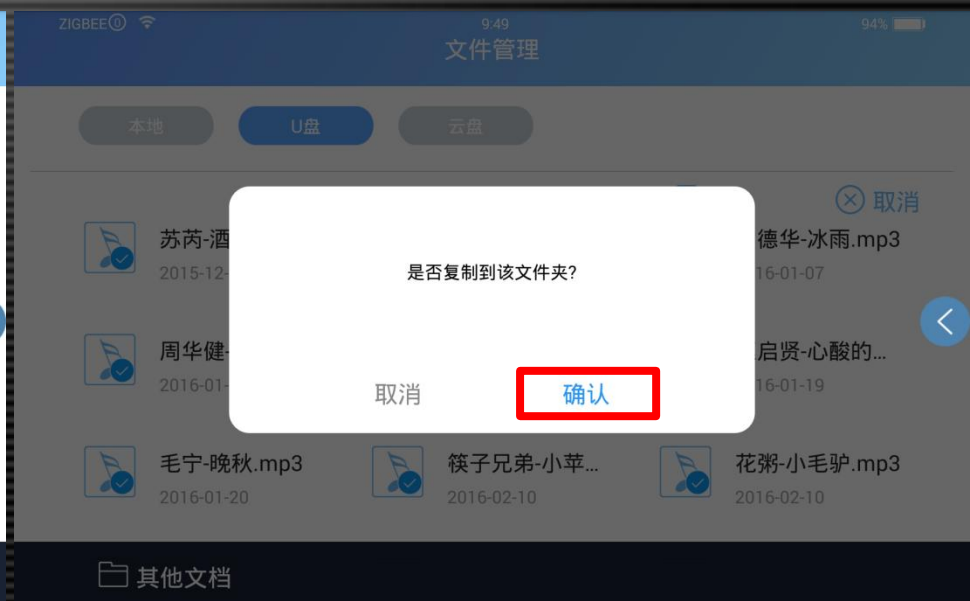 ZIGBEE⓪ 9:49 94%
文件管理
本地 U盘 云盘
取消
苏芮-酒
2015-12-
德华-冰雨.mp3
16-01-07
是否复制到该文件夹?
周华健-
2016-01-
启贤-心酸的...
16-01-19
取消 确认
毛宁-晚秋.mp3 筷子兄弟-小苹... 花粥-小毛驴.mp3
2016-01-20 2016-02-10 2016-02-10
其他文档